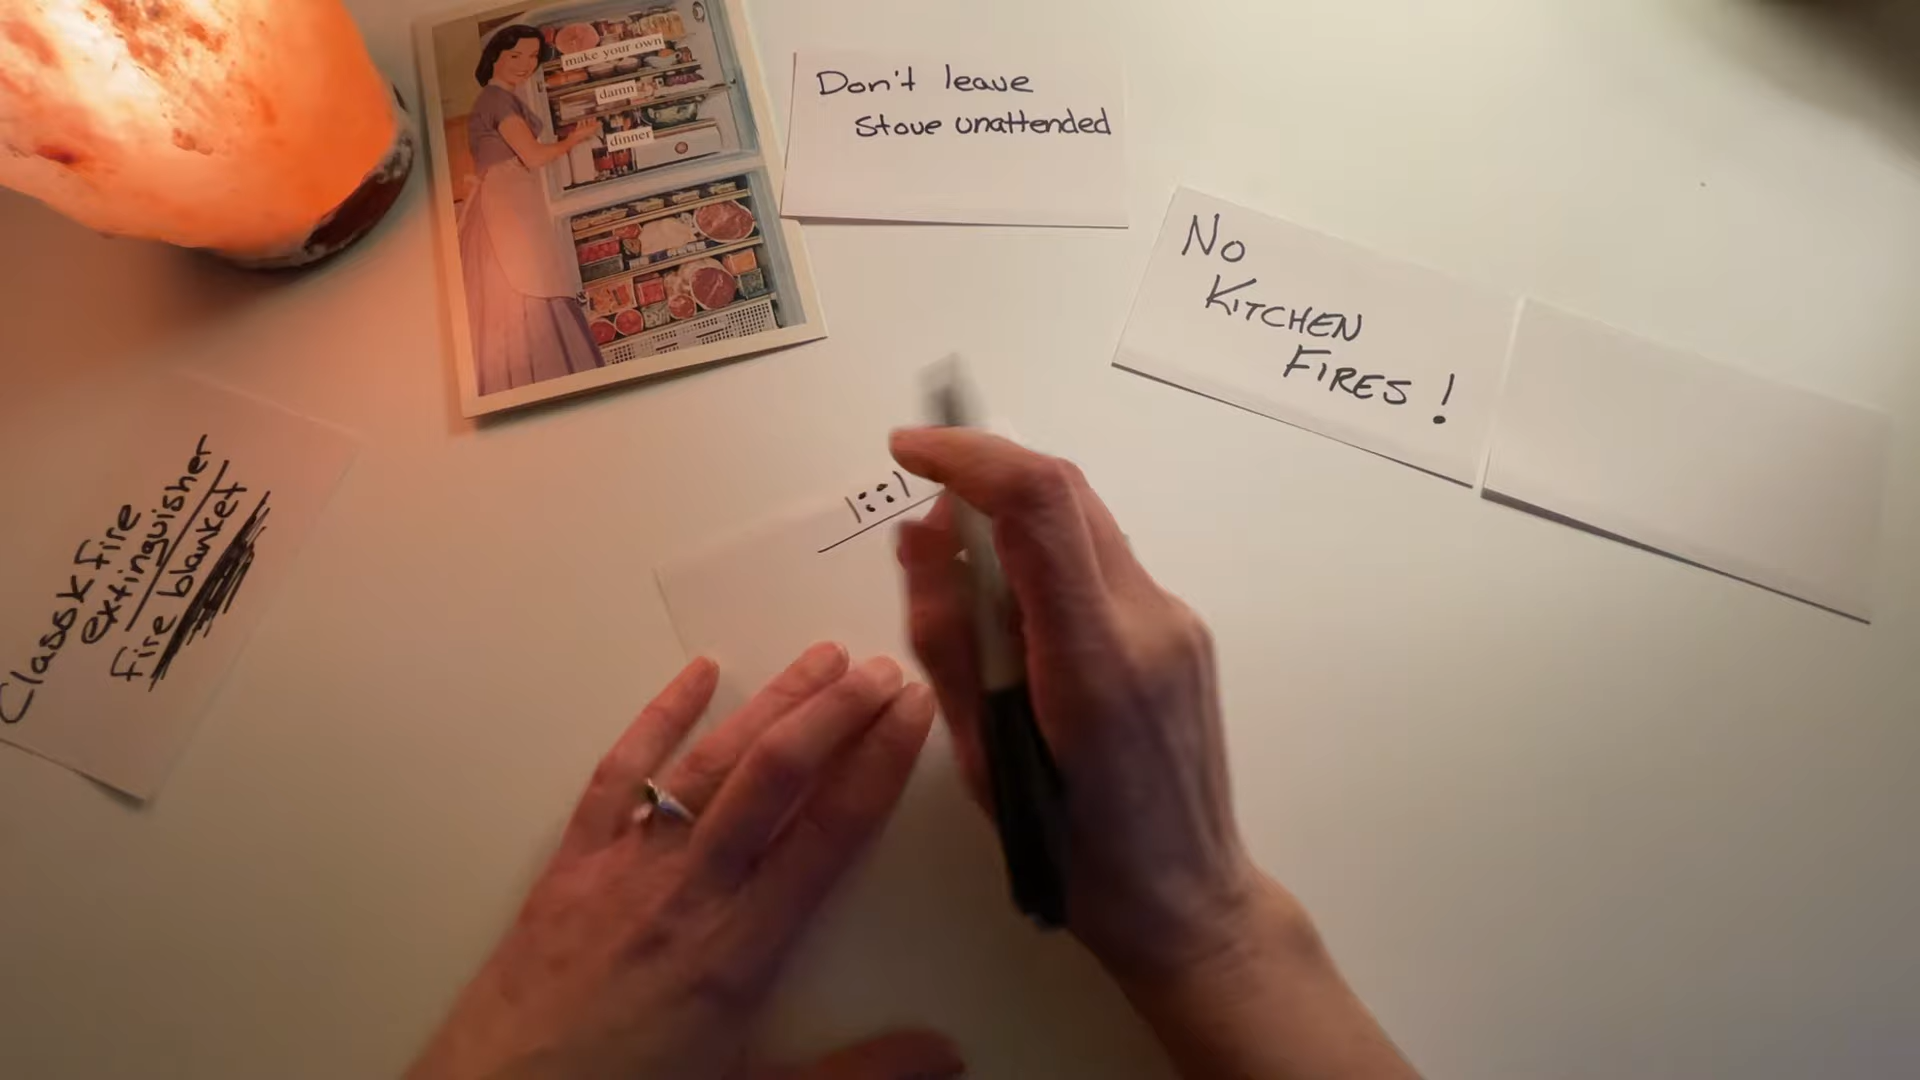 make your own
damn
dinner
Don't leave
Stove unattended
No
KITCHEN
FIRES!
Class K fire
extinguisher
fire blanket